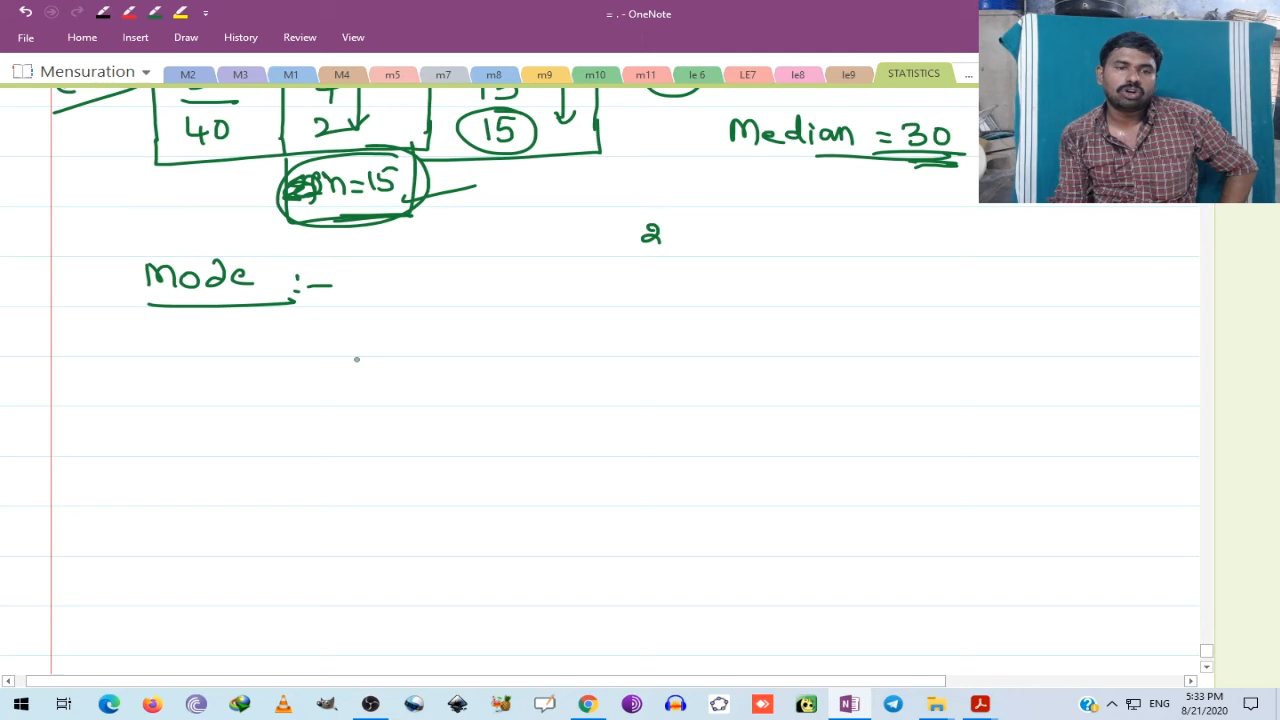 = . - OneNote
File Home Insert Draw History Review View
Mensuration M2 M3 M1 M4 m5 m7 m8 m9 m10 m11 le 6 LE7 le8 le9 STATISTICS ...
40 2 15
Median = 30
n=15
2
Mode :-
ENG
5:33 PM
8/21/2020